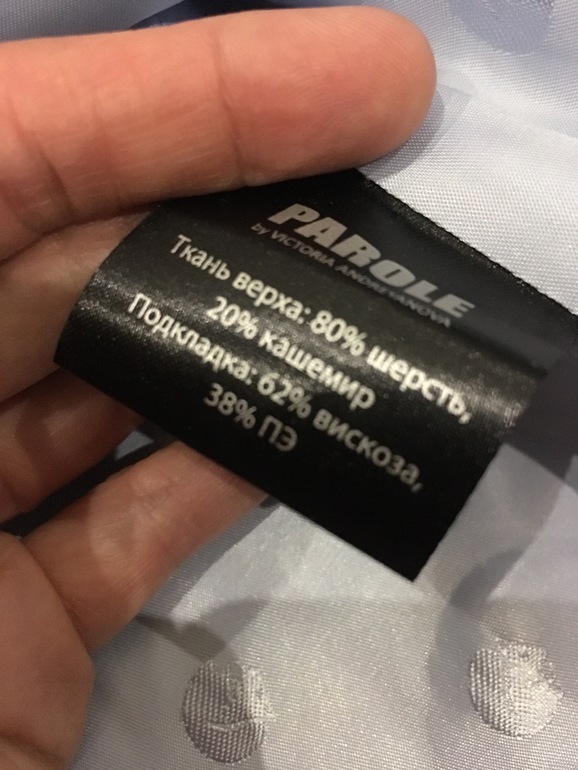 PAROLE
by VICTORIA ANDREYANOVA
Ткань верха: 80% шерсть,
20% кашемир
Подкладка: 62% вискоза,
38% ПЭ